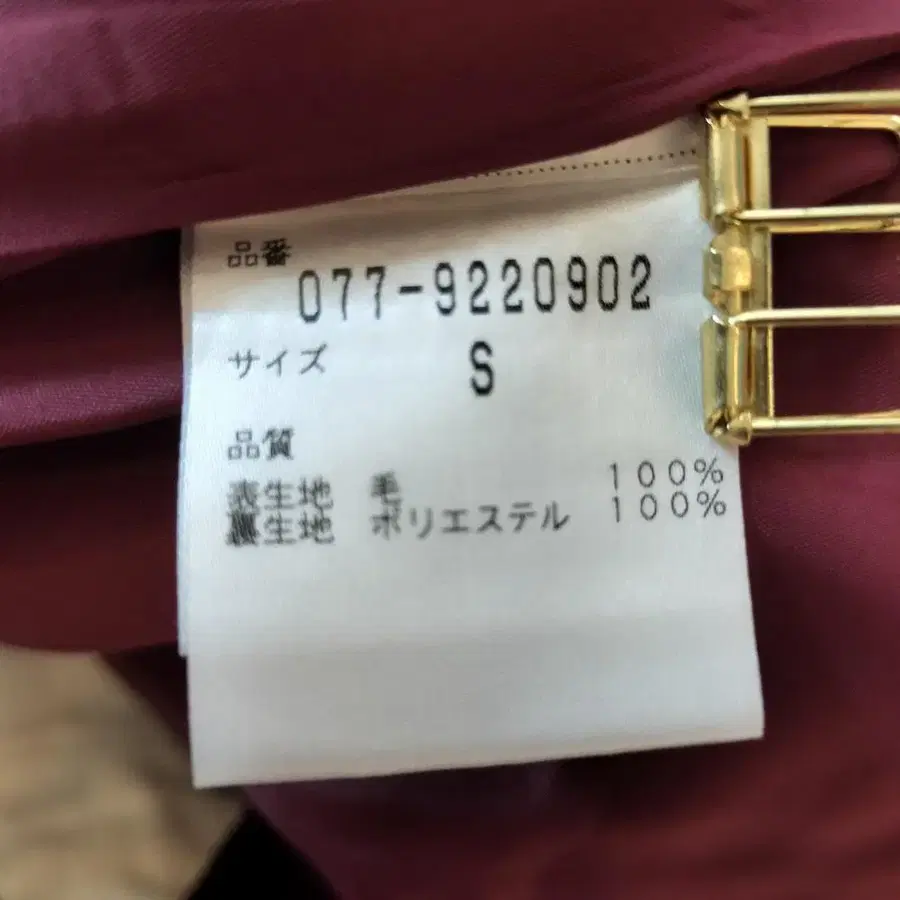 品番
077-9220902
サイズ S
品質
表生地 毛 100%
裏生地 ポリエステル 100%